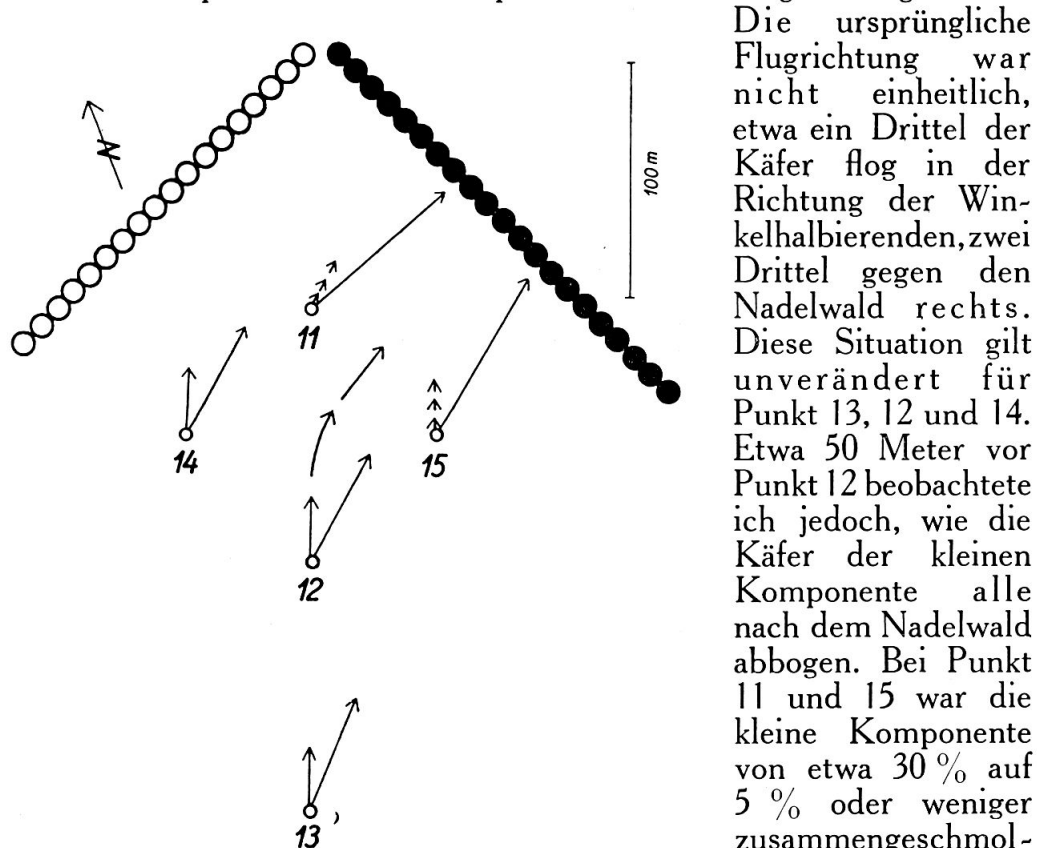 Die ursprüngliche
Flugrichtung war
nicht einheitlich,
etwa ein Drittel der
Käfer flog in der
Richtung der Win-
kelhalbierenden, zwei
Drittel gegen den
Nadelwald rechts.
Diese Situation gilt
unverändert für
Punkt 13, 12 und 14.
Etwa 50 Meter vor
Punkt 12 beobachtete
ich jedoch, wie die
Käfer der kleinen
Komponente alle
nach dem Nadelwald
abbogen. Bei Punkt
11 und 15 war die
kleine Komponente
von etwa 30 % auf
5 % oder weniger
zusammengeschmol-
N
100 m
11
14
15
12
13